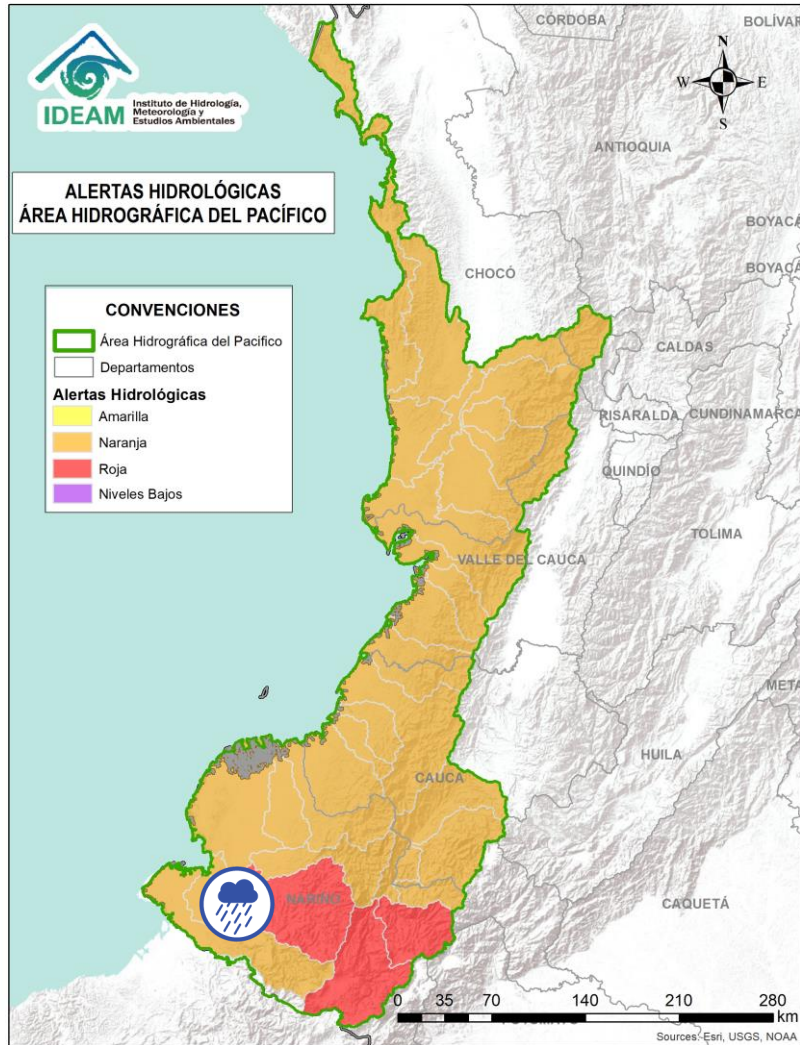 IDEAM
Instituto de Hidrología,
Meteorología y
Estudios Ambientales
ALERTAS HIDROLÓGICAS
ÁREA HIDROGRÁFICA DEL PACÍFICO
CONVENCIONES
Área Hidrográfica del Pacifico
Departamentos
Alertas Hidrológicas
Amarilla
Naranja
Roja
Niveles Bajos
CÓRDOBA
BOLÍVAR
N
W
E
S
ANTIOQUIA
BOYACÁ
BOYACÁ
CHOCÓ
CALDAS
RISARALDA
CUNDINAMARCA
QUINDÍO
TOLIMA
VALLE DEL CAUCA
META
HUILA
CAUCA
NARIÑO
CAQUETÁ
0 35 70 140 210 280
km
Sources: Esri, USGS, NOAA